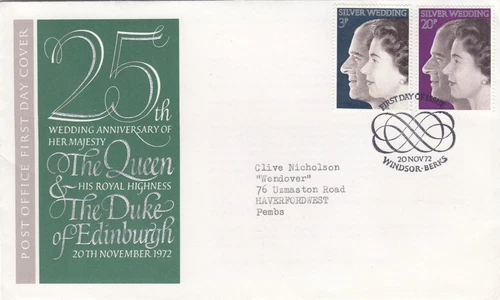 POST OFFICE FIRST DAY COVER
25th
WEDDING ANNIVERSARY OF
HER MAJESTY
The Queen
& HIS ROYAL HIGHNESS
The Duke
of Edinburgh
20TH NOVEMBER 1972
SILVER WEDDING
3p
SILVER WEDDING
20p
FIRST DAY OF ISSUE
20 NOV 72
WINDSOR·BERKS
Clive Nicholson
"Wendover"
76 Uzmaston Road
HAVERFORDWEST
Pembs